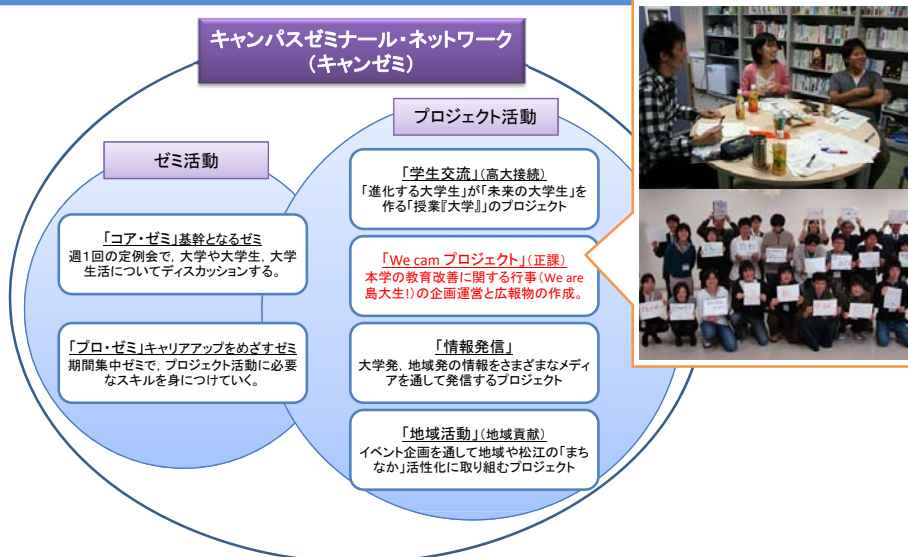 キャンパスゼミナール・ネットワーク
（キャンゼミ）
ゼミ活動
「コア・ゼミ」基幹となるゼミ
週１回の定例会で，大学や大学生，大学
生活についてディスカッションする。
「プロ・ゼミ」キャリアアップをめざすゼミ
期間集中ゼミで，プロジェクト活動に必要
なスキルを身につけていく。
プロジェクト活動
「学生交流」（高大接続）
「進化する大学生」が「未来の大学生」を
作る「授業『大学』」のプロジェクト
「We cam プロジェクト」（正課）
本学の教育改善に関する行事（We are
島大生!）の企画運営と広報物の作成。
「情報発信」
大学発，地域発の情報をさまざまなメディ
アを通して発信するプロジェクト
「地域活動」（地域貢献）
イベント企画を通して地域や松江の「まち
なか」活性化に取り組むプロジェクト